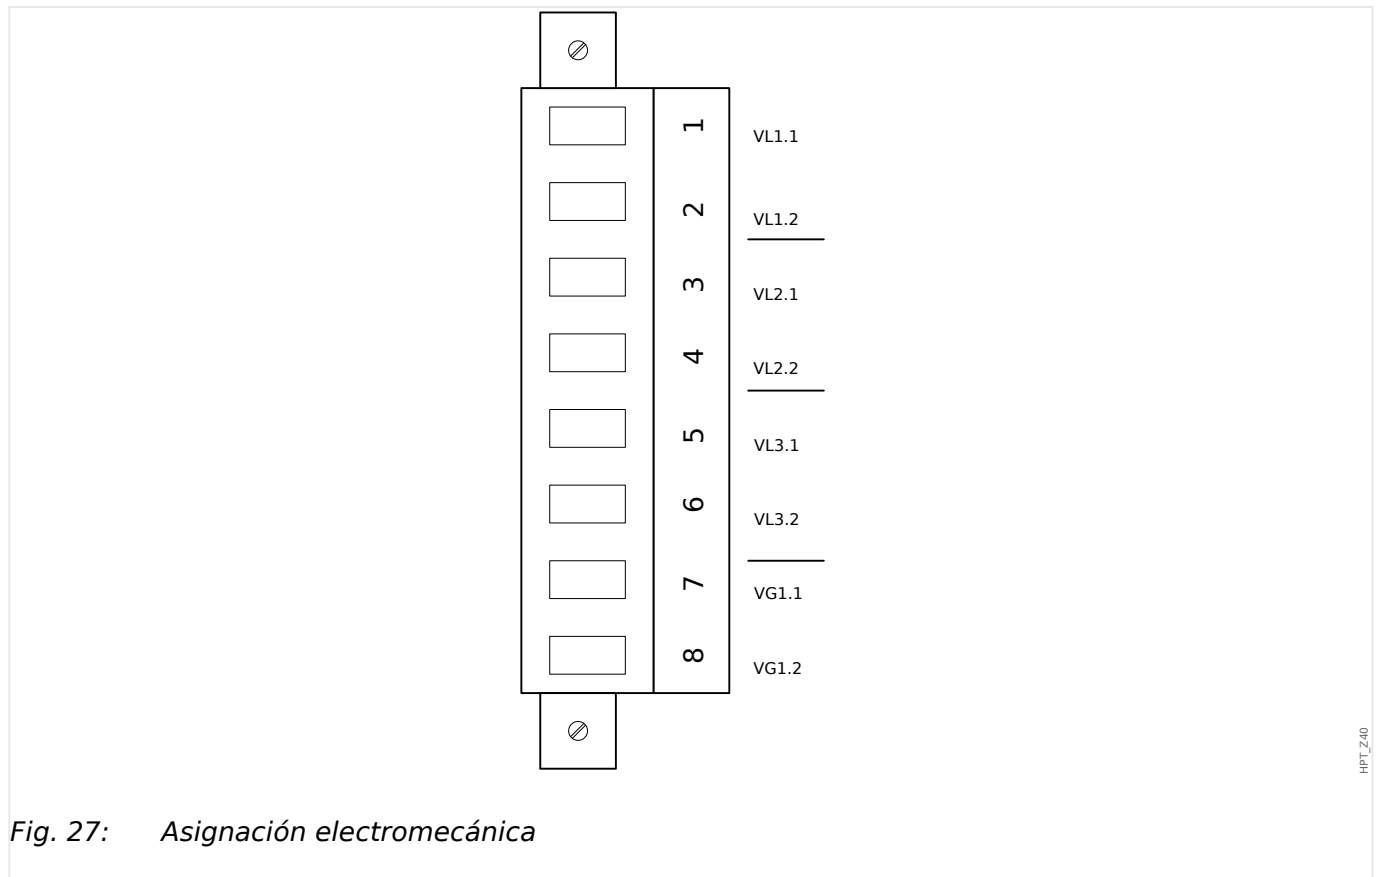 1 VL1.1
2 VL1.2
3 VL2.1
4 VL2.2
5 VL3.1
6 VL3.2
7 VG1.1
8 VG1.2
HPT_Z40
Fig. 27: Asignación electromecánica